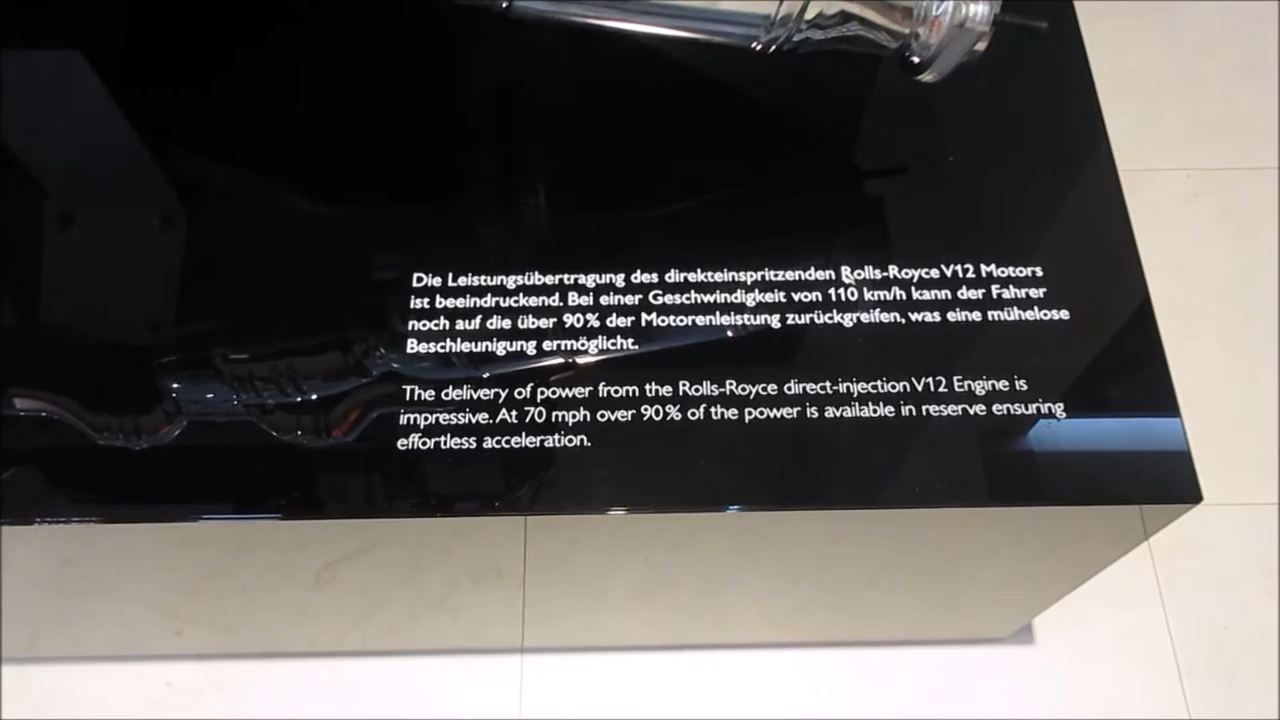 Die Leistungsübertragung des direkteinspritzenden Rolls-Royce V12 Motors
ist beeindruckend. Bei einer Geschwindigkeit von 110 km/h kann der Fahrer
noch auf die über 90% der Motorenleistung zurückgreifen, was eine mühelose
Beschleunigung ermöglicht.
The delivery of power from the Rolls-Royce direct-injection V12 Engine is
impressive. At 70 mph over 90% of the power is available in reserve ensuring
effortless acceleration.